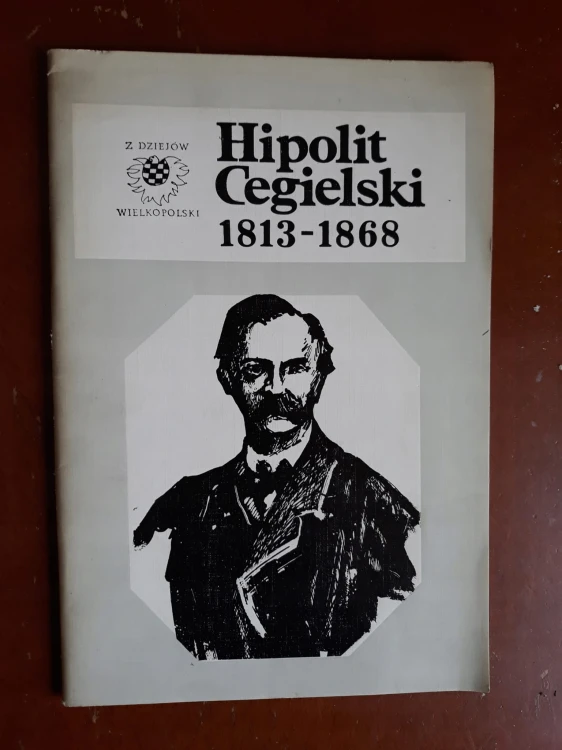 Z DZIEJÓW
WIELKOPOLSKI
Hipolit
Cegielski
1813-1868